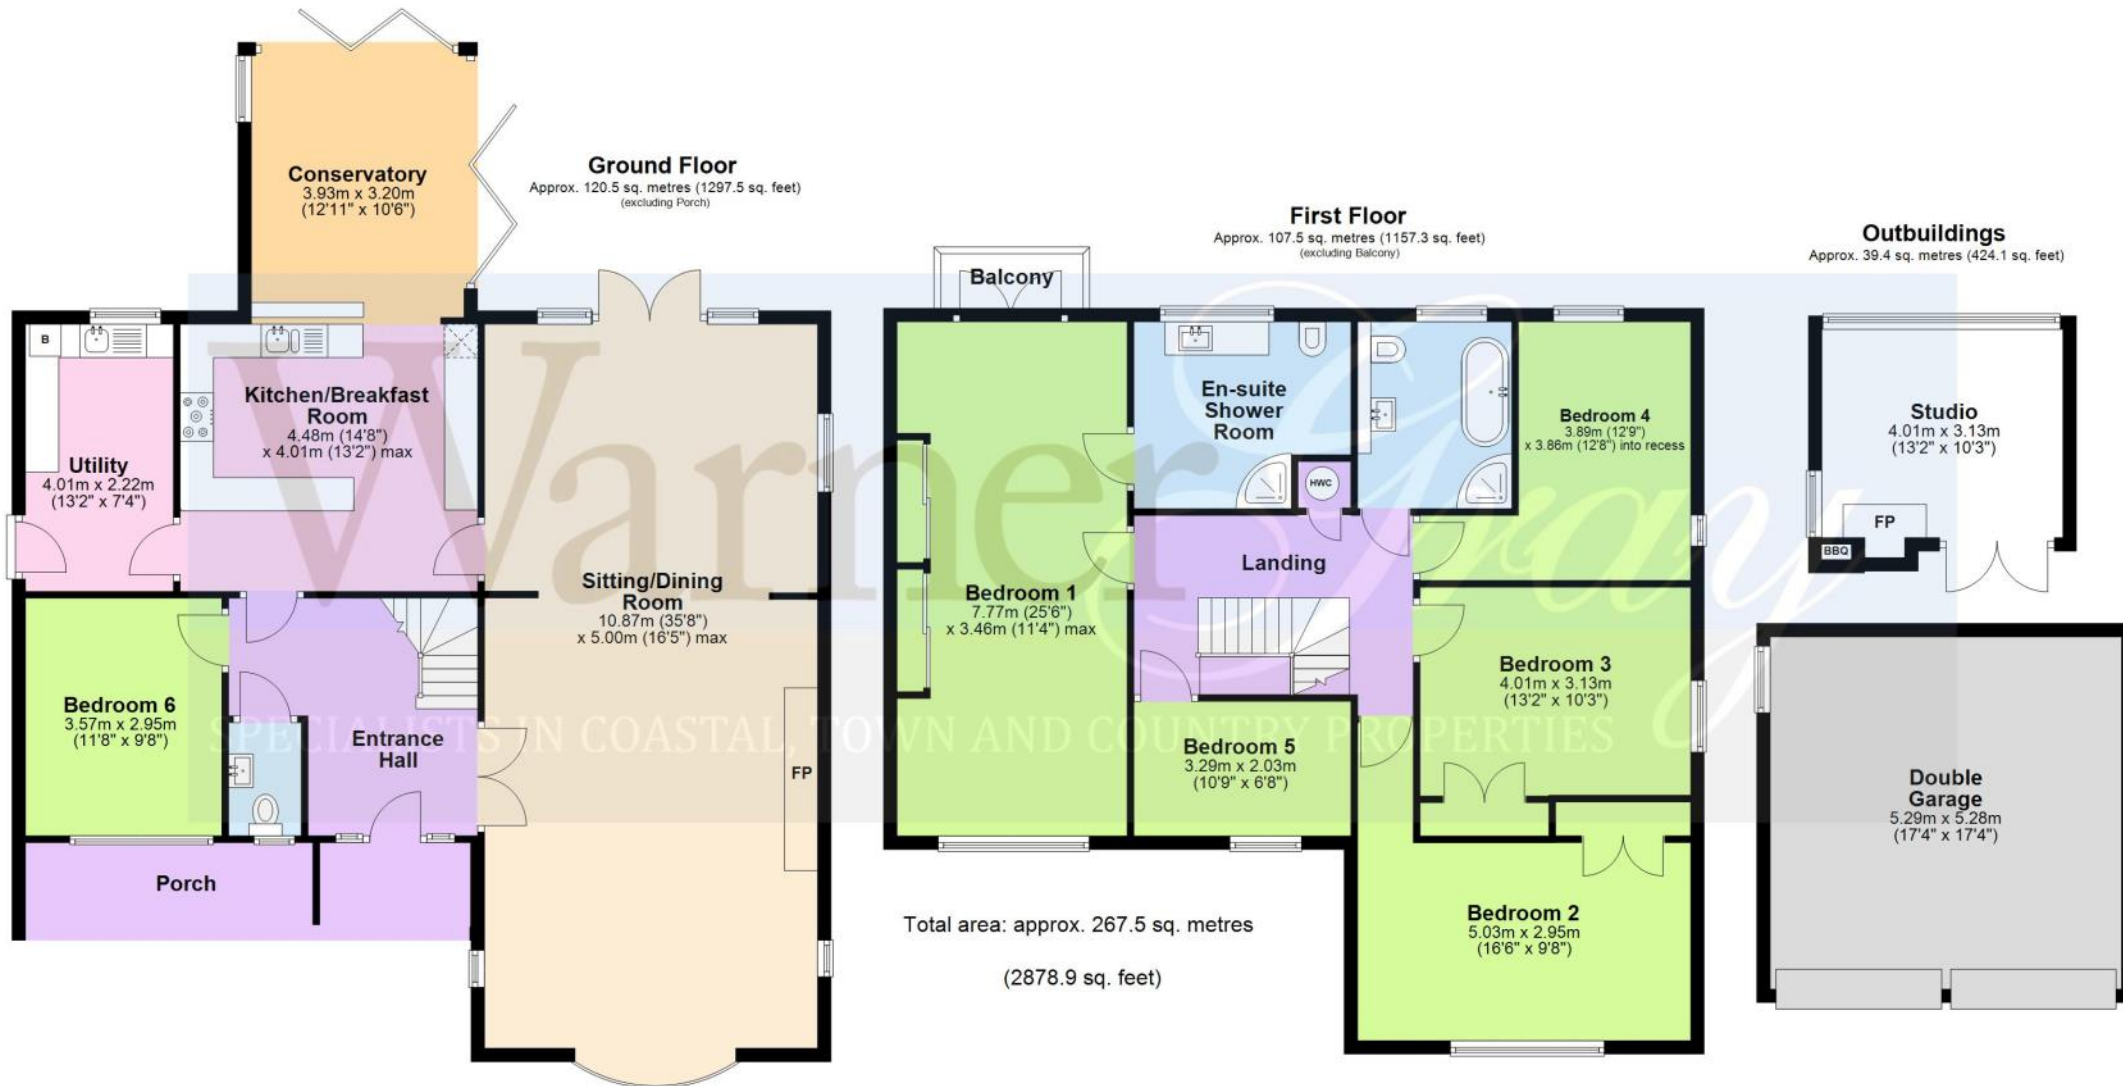 Conservatory
3.93m x 3.20m
(12'11" x 10'6")
Ground Floor
Approx. 120.5 sq. metres (1297.5 sq. feet)
(excluding Porch)
B
Utility
4.01m x 2.22m
(13'2" x 7'4")
Kitchen/Breakfast
Room
4.48m (14'8")
x 4.01m (13'2") max
Sitting/Dining
Room
10.87m (35'8")
x 5.00m (16'5") max
Bedroom 6
3.57m x 2.95m
(11'8" x 9'8")
Entrance
Hall
FP
Porch
First Floor
Approx. 107.5 sq. metres (1157.3 sq. feet)
(excluding Balcony)
Balcony
En-suite
Shower
Room
HWC
Bedroom 4
3.89m (12'9")
x 3.86m (12'8") into recess
Landing
Bedroom 1
7.77m (25'6")
x 3.46m (11'4") max
Bedroom 3
4.01m x 3.13m
(13'2" x 10'3")
Bedroom 5
3.29m x 2.03m
(10'9" x 6'8")
Bedroom 2
5.03m x 2.95m
(16'6" x 9'8")
Outbuildings
Approx. 39.4 sq. metres (424.1 sq. feet)
Studio
4.01m x 3.13m
(13'2" x 10'3")
FP
BBQ
Double
Garage
5.29m x 5.28m
(17'4" x 17'4")
Total area: approx. 267.5 sq. metres
(2878.9 sq. feet)
Warner Gray
SPECIALISTS IN COASTAL, TOWN AND COUNTRY PROPERTIES